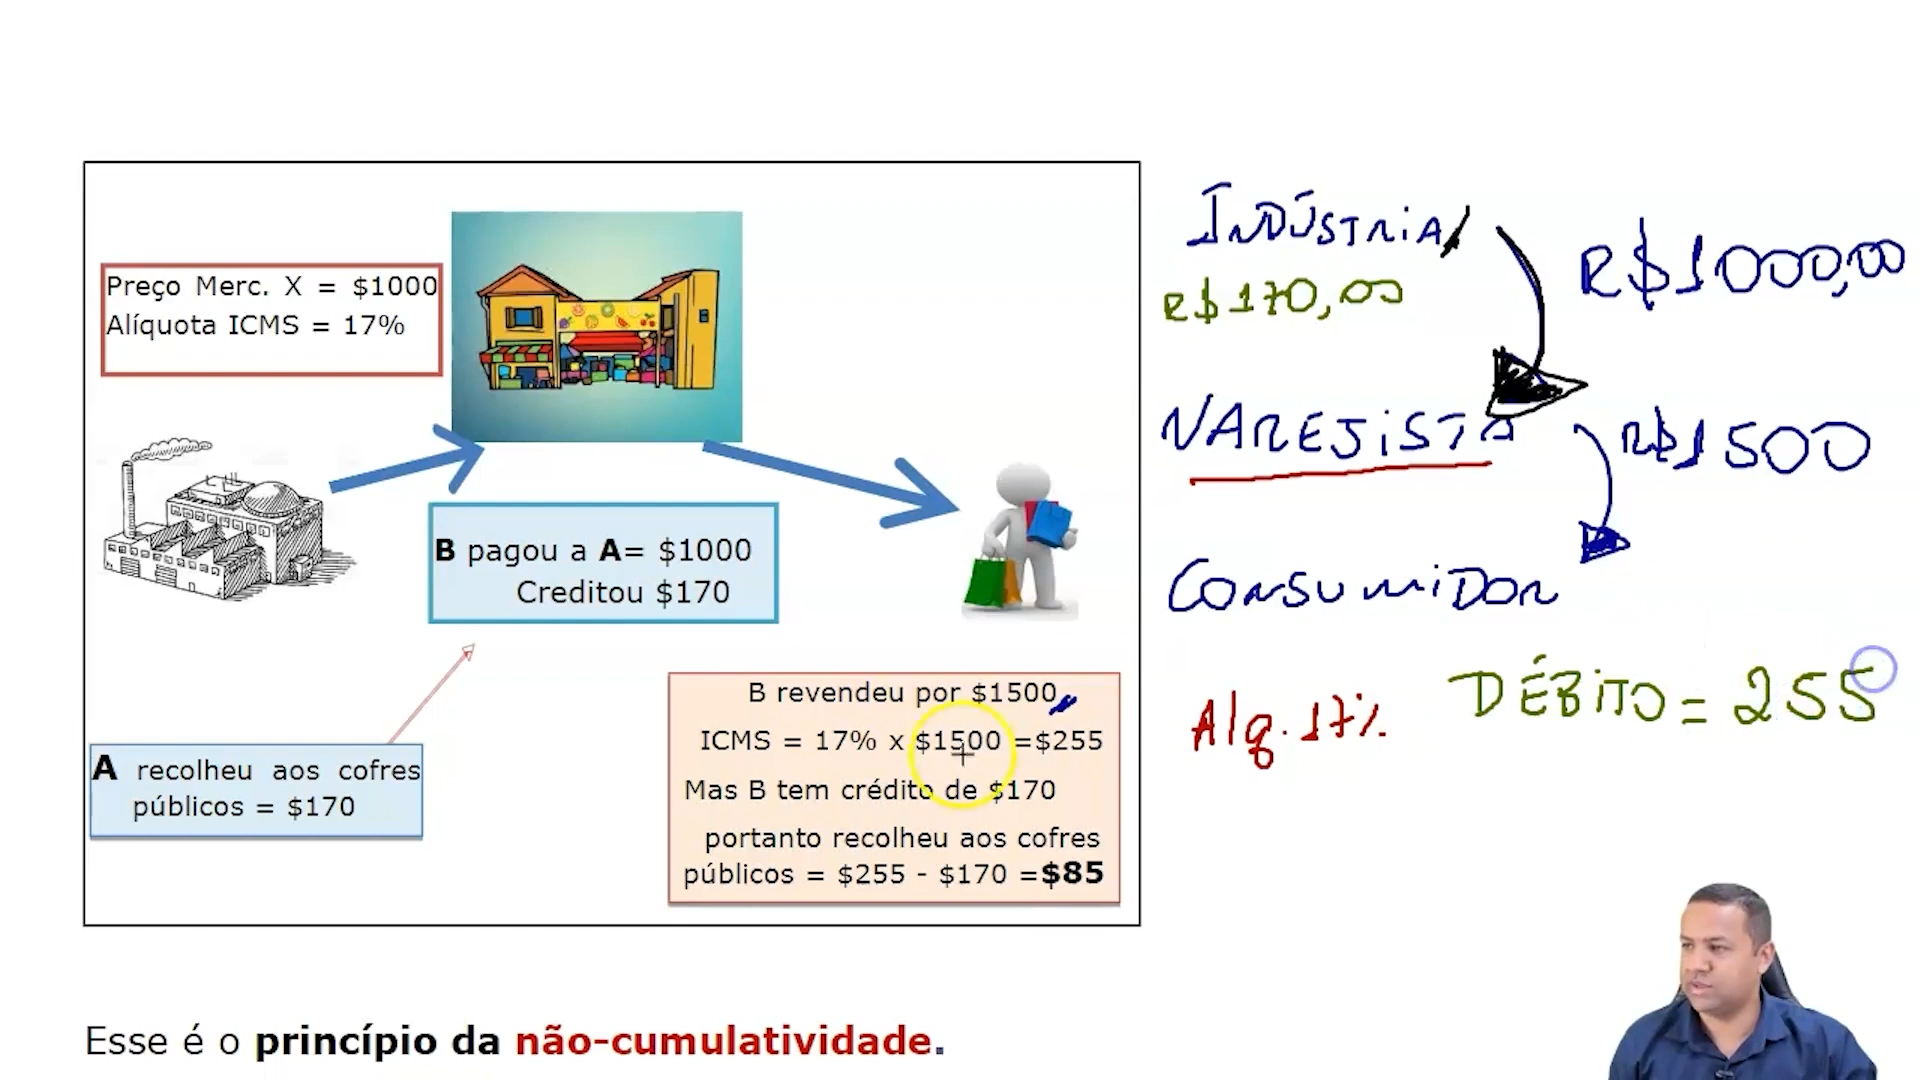 Preço Merc. X = $1000
Alíquota ICMS = 17%
B pagou a A= $1000
Creditou $170
A recolheu aos cofres
públicos = $170
B revendeu por $1500
ICMS = 17% x $1500 =$255
Mas B tem crédito de $170
portanto recolheu aos cofres
públicos = $255 - $170 =$85
Esse é o princípio da não-cumulatividade.
INDÚSTRIA
R$1000,00
R$170,00
VAREJISTA
R$1500
CONSUMIDOR
DÉBITO = 255
Alq. 17%